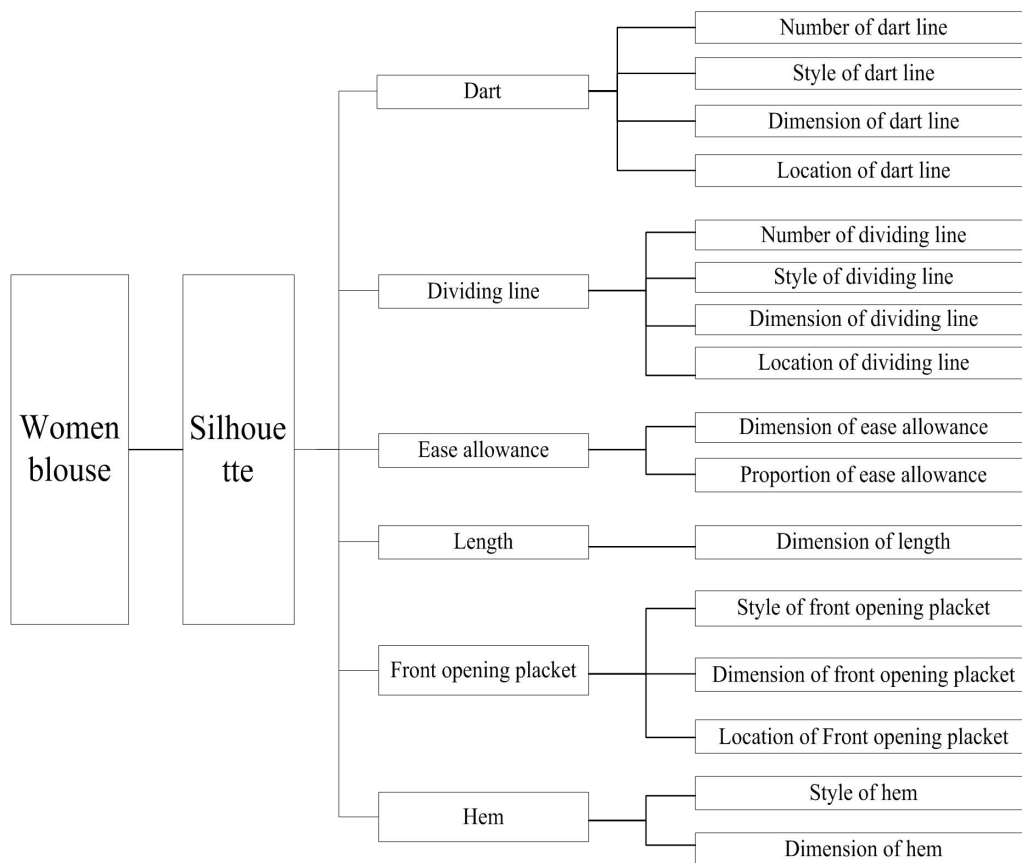 Women
blouse
Silhoue
tte
Dart
Number of dart line
Style of dart line
Dimension of dart line
Location of dart line
Dividing line
Number of dividing line
Style of dividing line
Dimension of dividing line
Location of dividing line
Ease allowance
Dimension of ease allowance
Proportion of ease allowance
Length
Dimension of length
Front opening placket
Style of front opening placket
Dimension of front opening placket
Location of Front opening placket
Hem
Style of hem
Dimension of hem